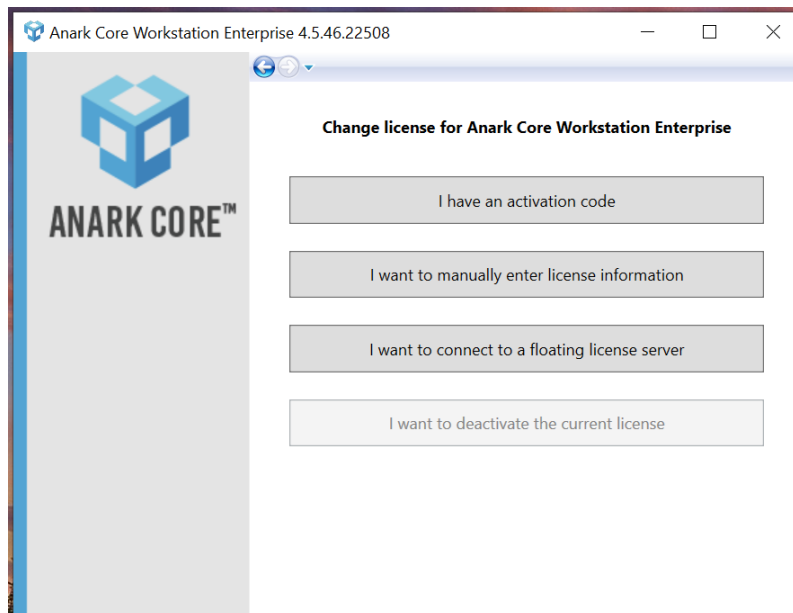 Anark Core Workstation Enterprise 4.5.46.22508
ANARK CORE™
Change license for Anark Core Workstation Enterprise
I have an activation code
I want to manually enter license information
I want to connect to a floating license server
I want to deactivate the current license